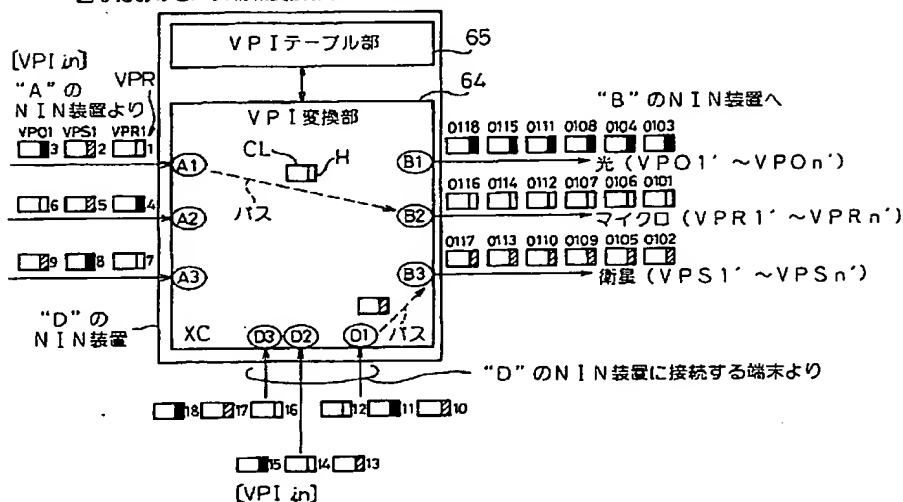 VPIテーブル部
65
[VPI in]
"A"の
NIN装置より
VPR
VPO1 3 VPS1 2 VPR1 1
6 5 4
9 8 7
"D"の
NIN装置
64
VPI変換部
CL
H
A1
A2
A3
パス
B1
B2
B3
パス
XC
D3 D2 D1
"B"のNIN装置へ
0118 0115 0111 0108 0104 0103
光(VPO1′~VPOn′)
0116 0114 0112 0107 0106 0101
マイクロ(VPR1′~VPRn′)
0117 0113 0110 0109 0105 0102
衛星(VPS1′~VPSn′)
"D"のNIN装置に接続する端末より
18 17 16 12 11 10
15 14 13
[VPI in]